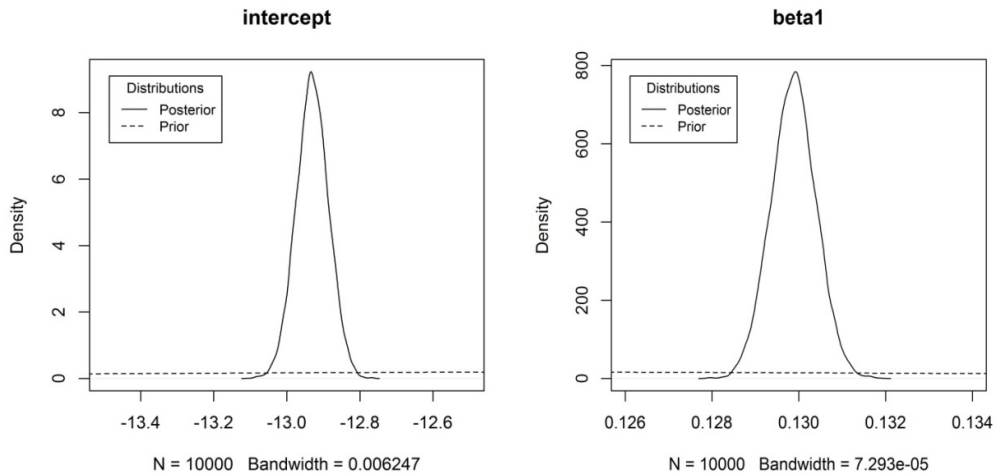 intercept
Density
0
2
4
6
8
Distributions
Posterior
Prior
-13.4
-13.2
-13.0
-12.8
-12.6
N = 10000 Bandwidth = 0.006247
beta1
Density
0
200
400
600
800
Distributions
Posterior
Prior
0.126
0.128
0.130
0.132
0.134
N = 10000 Bandwidth = 7.293e-05